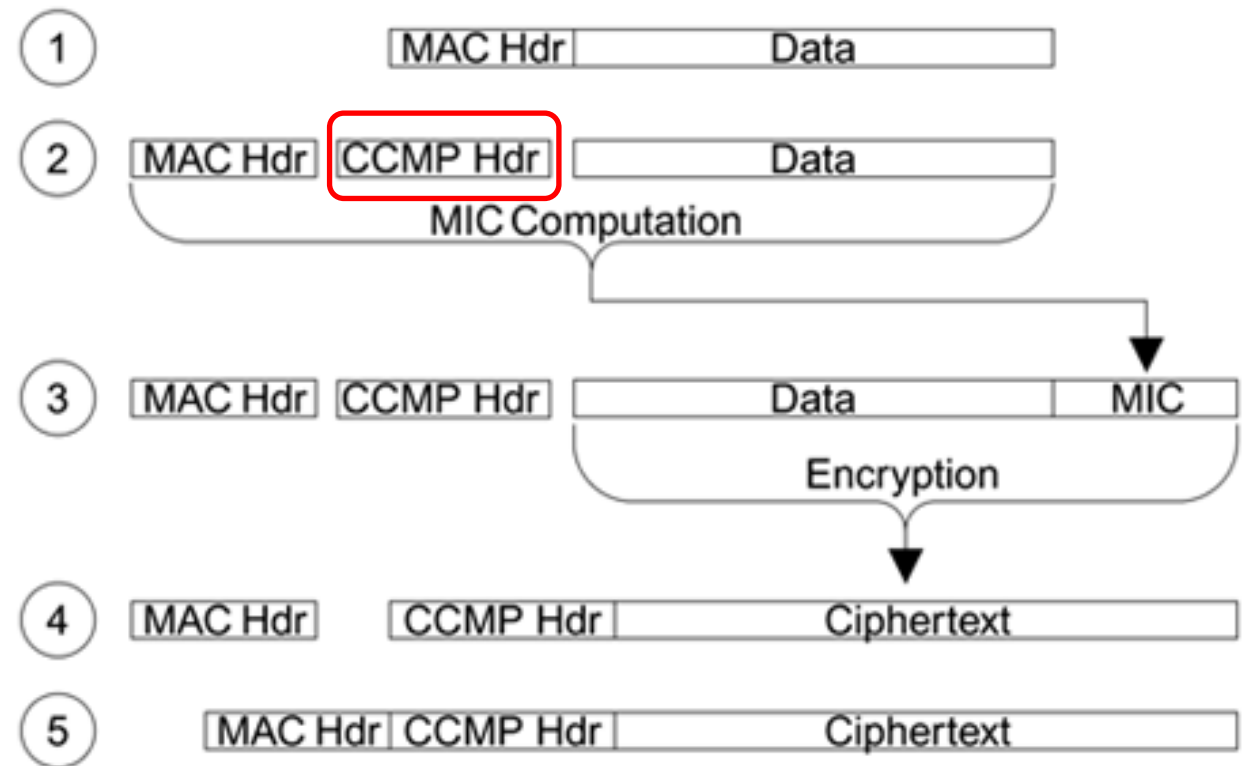 1 MAC Hdr Data
2 MAC Hdr CCMP Hdr Data
MIC Computation
3 MAC Hdr CCMP Hdr Data MIC
Encryption
4 MAC Hdr CCMP Hdr Ciphertext
5 MAC Hdr CCMP Hdr Ciphertext